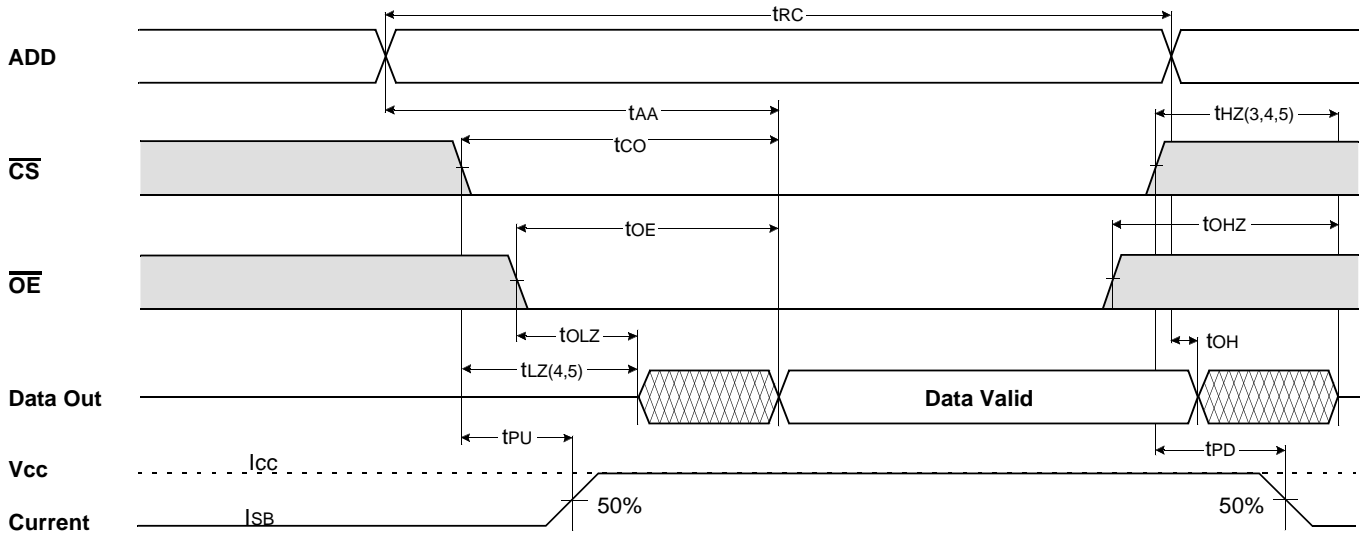 tRC
ADD
tAA
tHZ(3,4,5)
tCO
CS
tOE
tOHZ
OE
tOLZ
tOH
tLZ(4,5)
Data Out
Data Valid
tPU
tPD
Vcc
Icc
50%
50%
Current
ISB